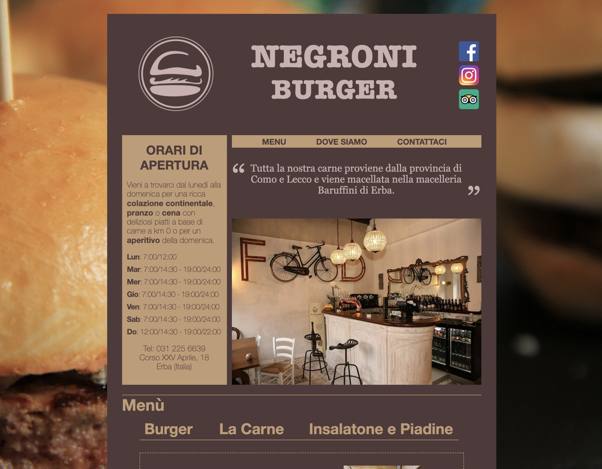 NEGRONI
BURGER
MENU DOVE SIAMO CONTATTACI
ORARI DI
APERTURA
Vieni a trovarci dal lunedì alla
domenica per una ricca
colazione continentale,
pranzo o cena con
deliziosi piatti a base di
carne a km 0 o per un
aperitivo della domenica.
Lun: 7:00/12:00
Mar: 7:00/14:30 - 19:00/24:00
Mer: 7:00/14:30 - 19:00/24:00
Gio: 7:00/14:30 - 19:00/24:00
Ven: 7:00/14:30 - 19:00/24:00
Sab: 7:00/14:30 - 19:00/24:00
Do: 12:00/14:30 - 19:00/22:00
Tel: 031 225 6639
Corso XXV Aprile, 18
Erba (Italia)
“ Tutta la nostra carne proviene dalla provincia di
Como e Lecco e viene macellata nella macelleria
Baruffini di Erba. ”
F D
Menù
Burger La Carne Insalatone e Piadine